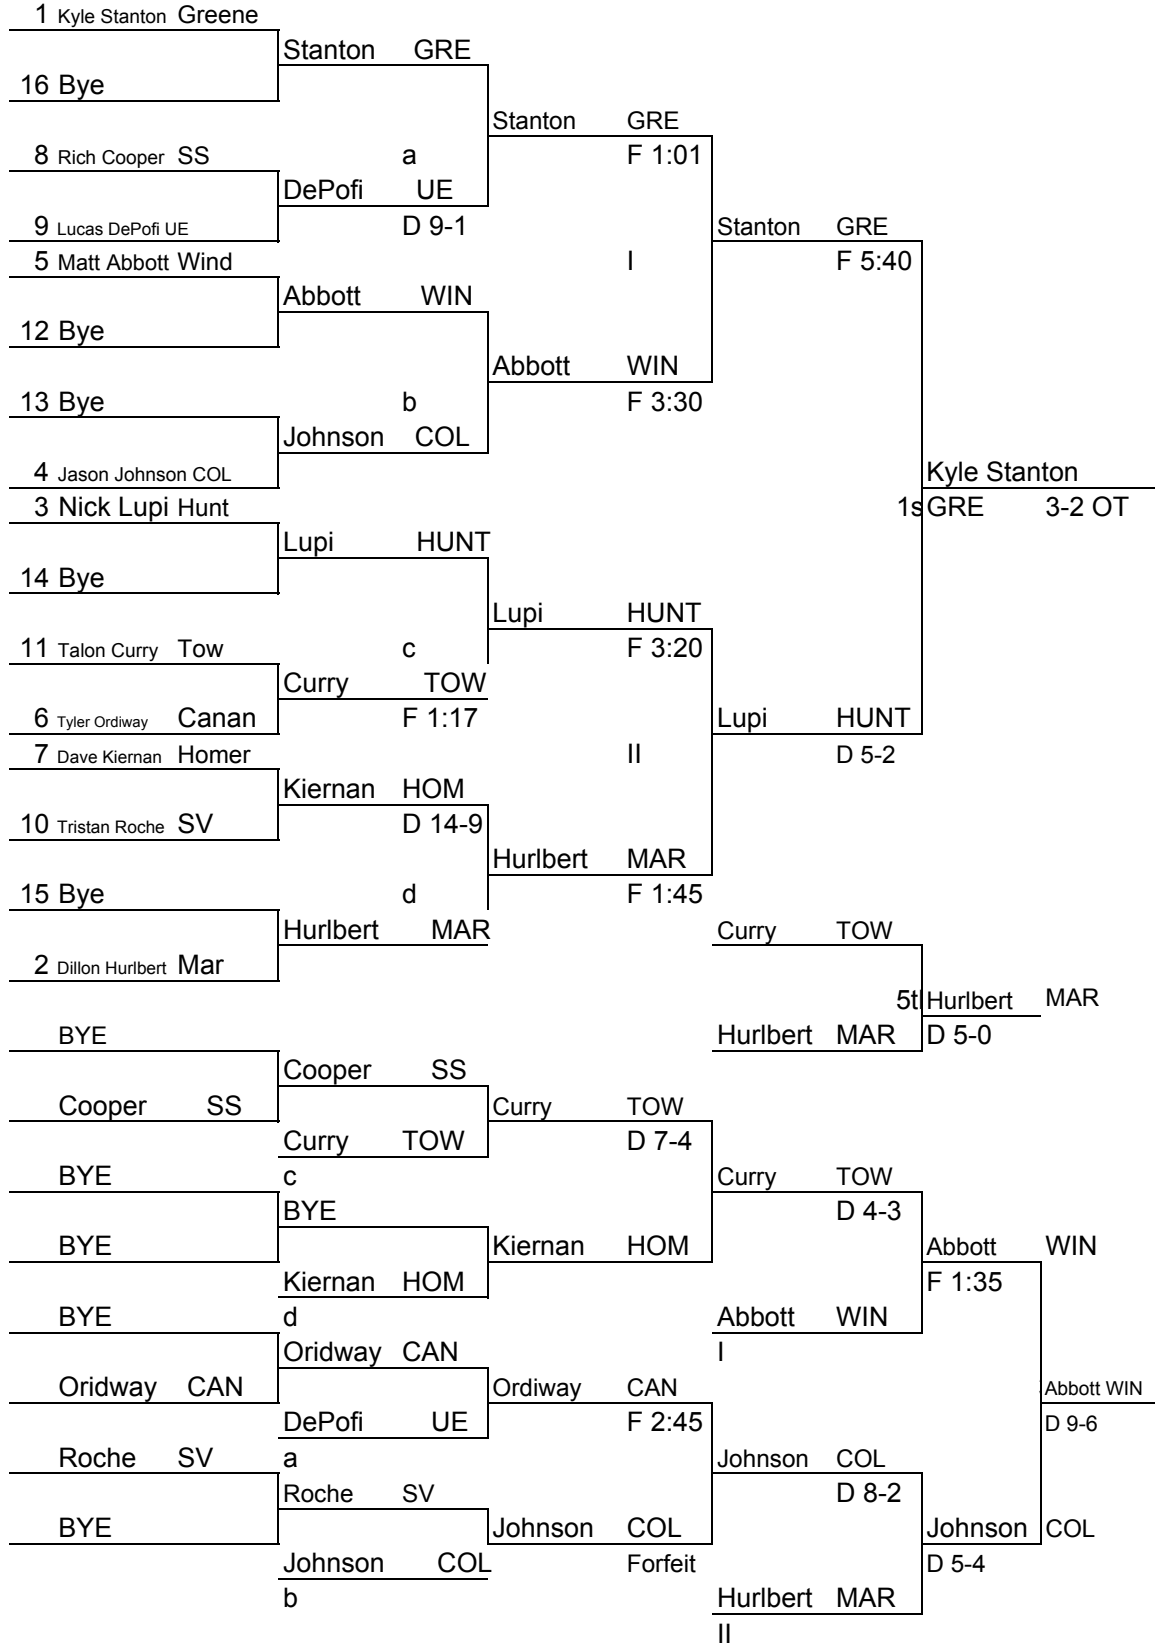 1 Kyle Stanton Greene
Stanton GRE
16 Bye
Stanton GRE
8 Rich Cooper SS a F 1:01
DePofi UE
9 Lucas DePofi UE D 9-1 Stanton GRE
5 Matt Abbott Wind I F 5:40
Abbott WIN
12 Bye
Abbott WIN
13 Bye b F 3:30
Johnson COL
4 Jason Johnson COL Kyle Stanton
3 Nick Lupi Hunt 1s GRE 3-2 OT
Lupi HUNT
14 Bye
Lupi HUNT
11 Talon Curry Tow c F 3:20
Curry TOW
6 Tyler Ordiway Canan F 1:17 Lupi HUNT
7 Dave Kiernan Homer II D 5-2
Kiernan HOM
10 Tristan Roche SV D 14-9
Hurlbert MAR
15 Bye d F 1:45
Hurlbert MAR Curry TOW
2 Dillon Hurlbert Mar
5t Hurlbert MAR
BYE Hurlbert MAR D 5-0
Cooper SS
Cooper SS Curry TOW
Curry TOW D 7-4
BYE c Curry TOW
BYE D 4-3
BYE Kiernan HOM Abbott WIN
Kiernan HOM F 1:35
BYE d Abbott WIN
Oridway CAN I
Oridway CAN Ordiway CAN Abbott WIN
DePofi UE F 2:45 D 9-6
Roche SV a Johnson COL
Roche SV D 8-2
BYE Johnson COL Johnson COL
Johnson COL Forfeit D 5-4
b Hurlbert MAR
II